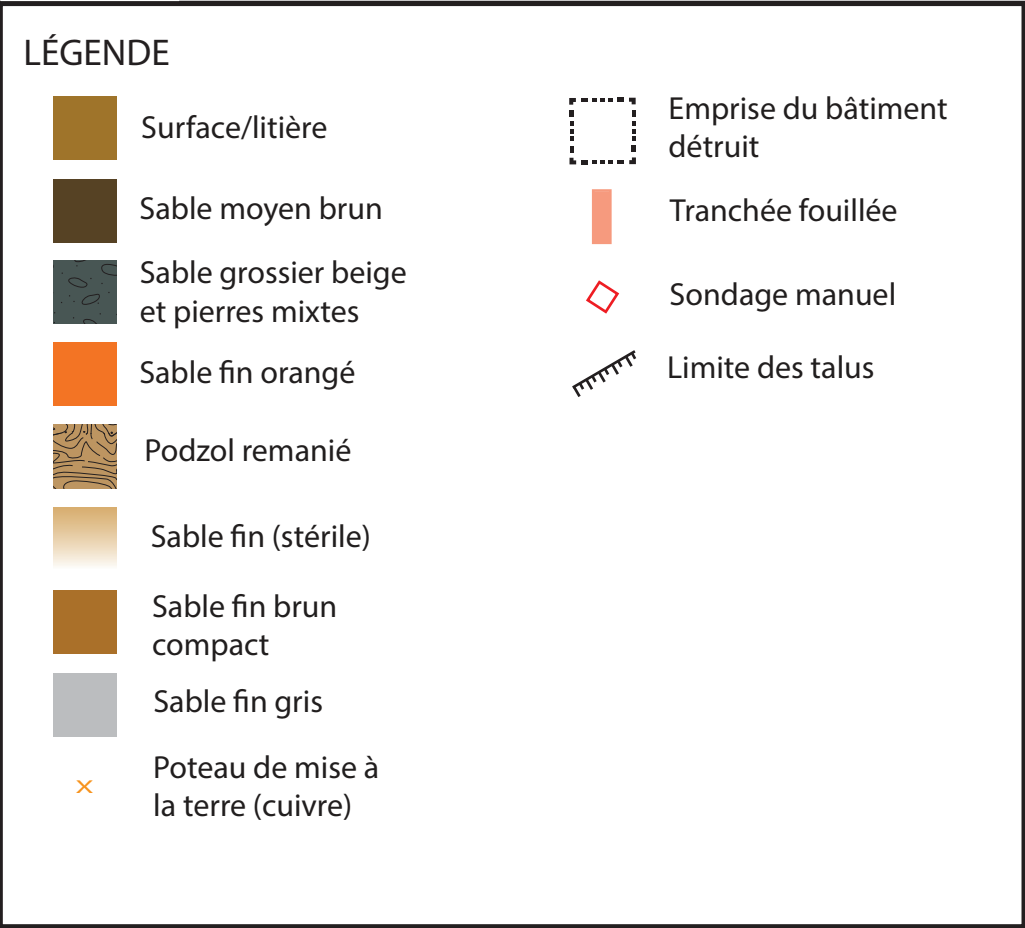 LÉGENDE
Surface/litière
Sable moyen brun
Sable grossier beige
et pierres mixtes
Sable fin orangé
Podzol remanié
Sable fin (stérile)
Sable fin brun
compact
Sable fin gris
Poteau de mise à
la terre (cuivre)
Emprise du bâtiment
détruit
Tranchée fouillée
Sondage manuel
Limite des talus